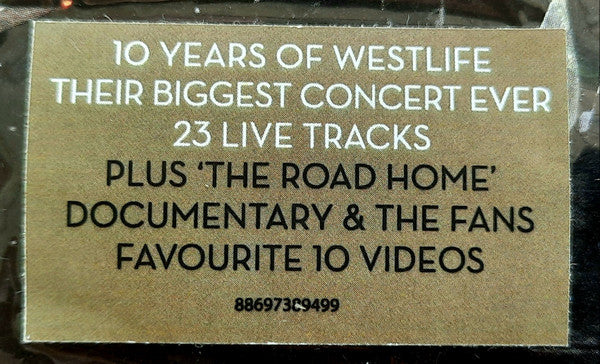 10 YEARS OF WESTLIFE
THEIR BIGGEST CONCERT EVER
23 LIVE TRACKS
PLUS ‘THE ROAD HOME’
DOCUMENTARY & THE FANS
FAVOURITE 10 VIDEOS
88697389499